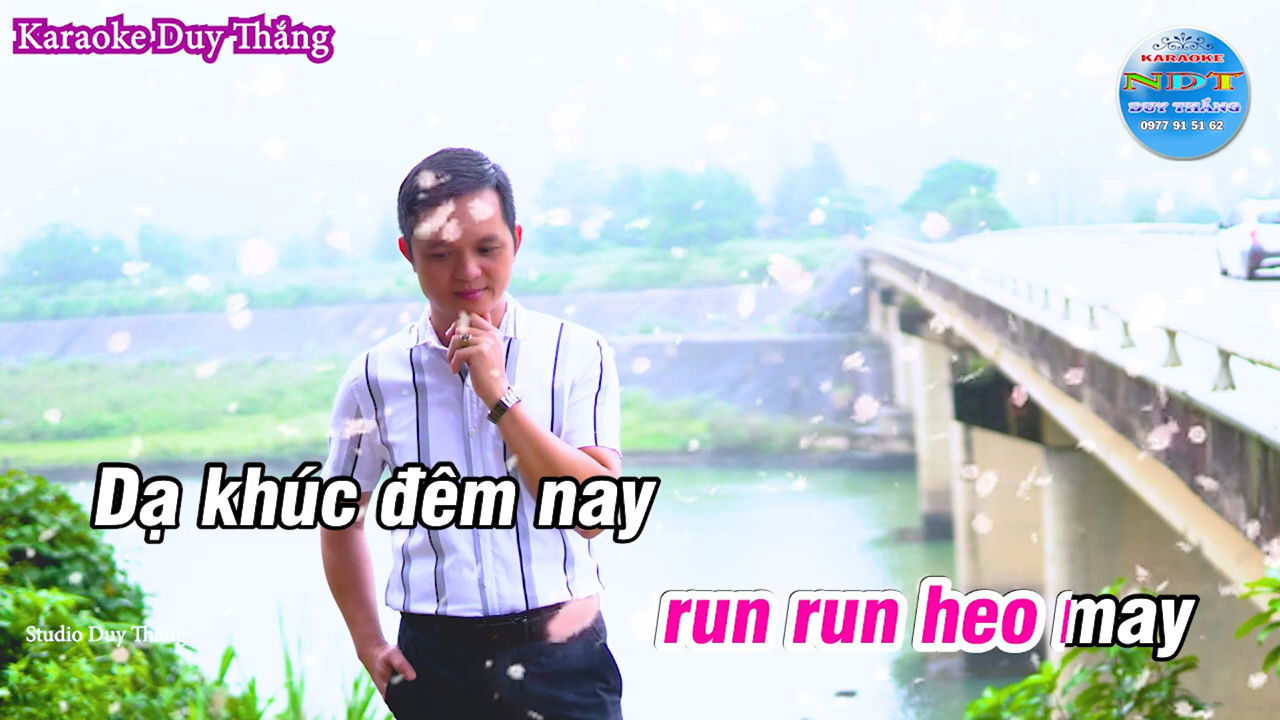 Karaoke Duy Thắng
KARAOKE
NDT
DUY THẮNG
0977 91 51 62
Dạ khúc đêm nay
run run heo may
Studio Duy Thắng